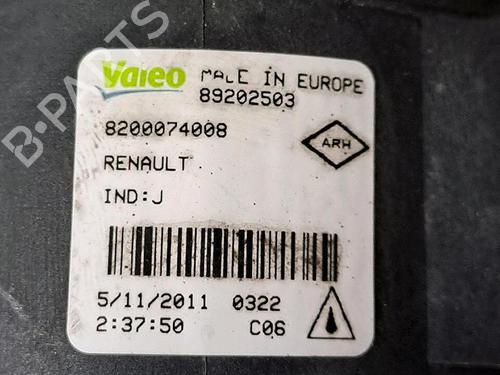 B-PARTS
Valeo MADE IN EUROPE
89202503
8200074008
ARH
RENAULT
IND:J
5/11/2011 0322
2:37:50 C06